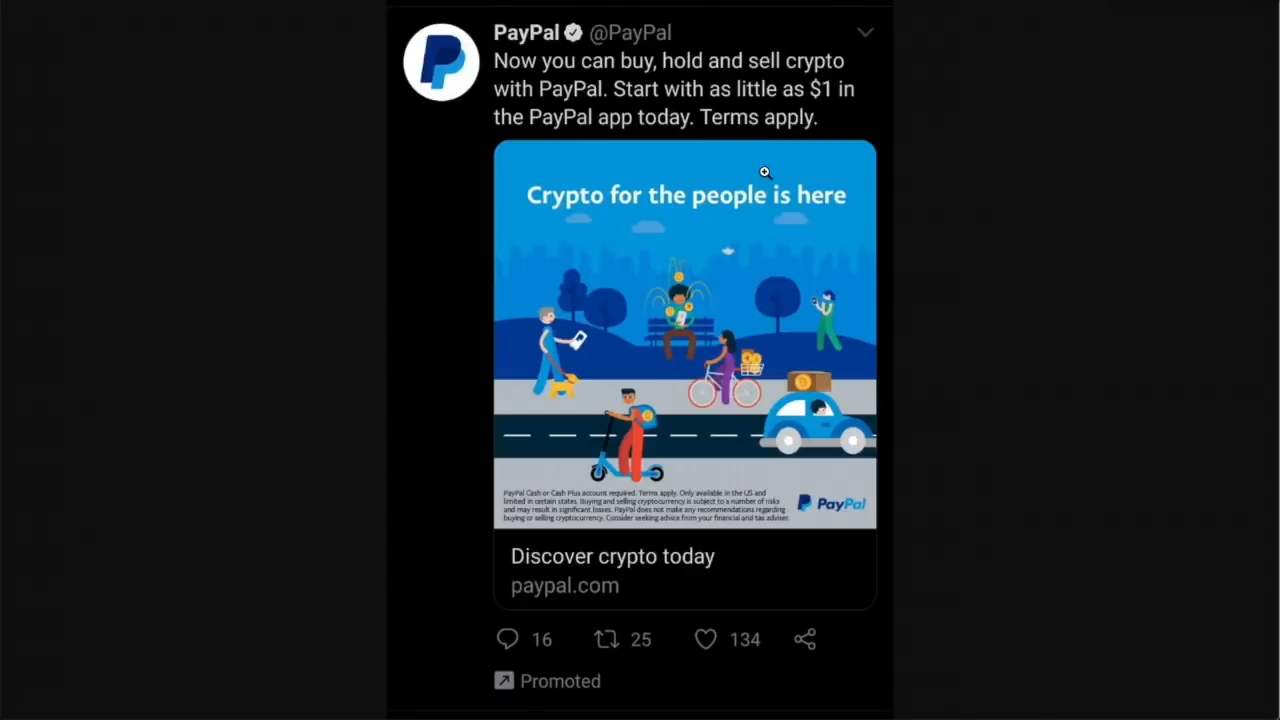 PayPal @PayPal
Now you can buy, hold and sell crypto
with PayPal. Start with as little as $1 in
the PayPal app today. Terms apply.
Crypto for the people is here
PayPal Cash or Cash Plus account required. Terms apply. Only available in the US and
limited in certain states. Buying and selling cryptocurrency is subject to a number of risks
and may result in significant losses. PayPal does not make any recommendations regarding
buying or selling cryptocurrency. Consider seeking advice from your financial and tax adviser.
PayPal
Discover crypto today
paypal.com
16 25 134
Promoted